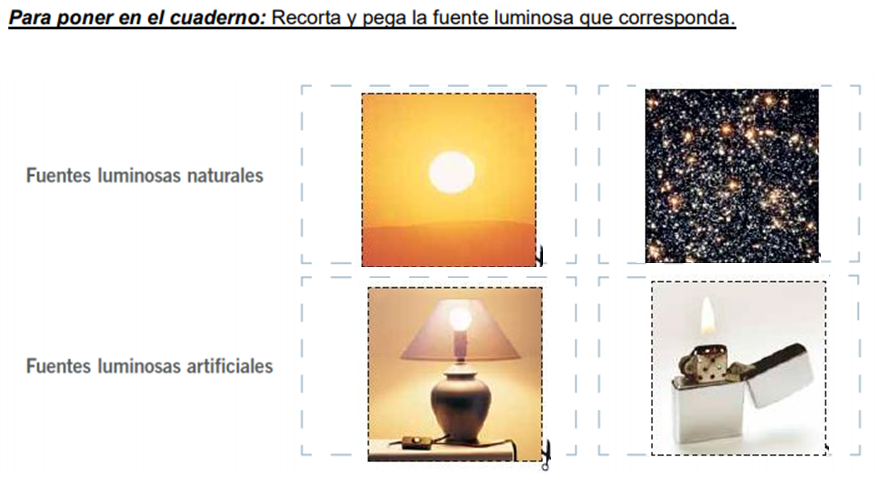 Para poner en el cuaderno: Recorta y pega la fuente luminosa que corresponda.
Fuentes luminosas naturales
Fuentes luminosas artificiales